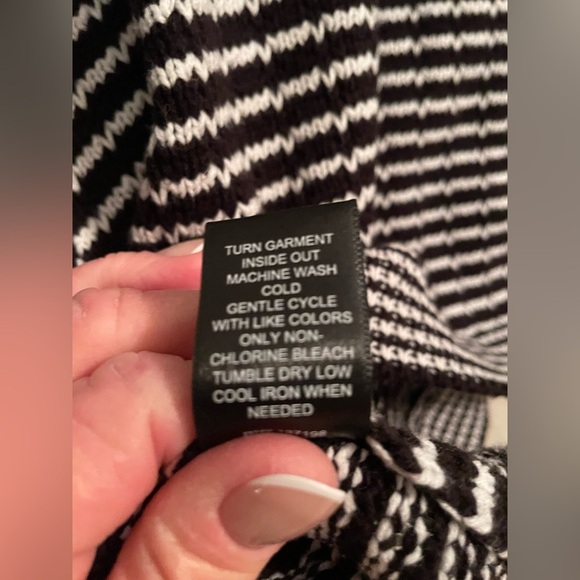 TURN GARMENT
INSIDE OUT
MACHINE WASH
COLD
GENTLE CYCLE
WITH LIKE COLORS
ONLY NON-
CHLORINE BLEACH
TUMBLE DRY LOW
COOL IRON WHEN
NEEDED